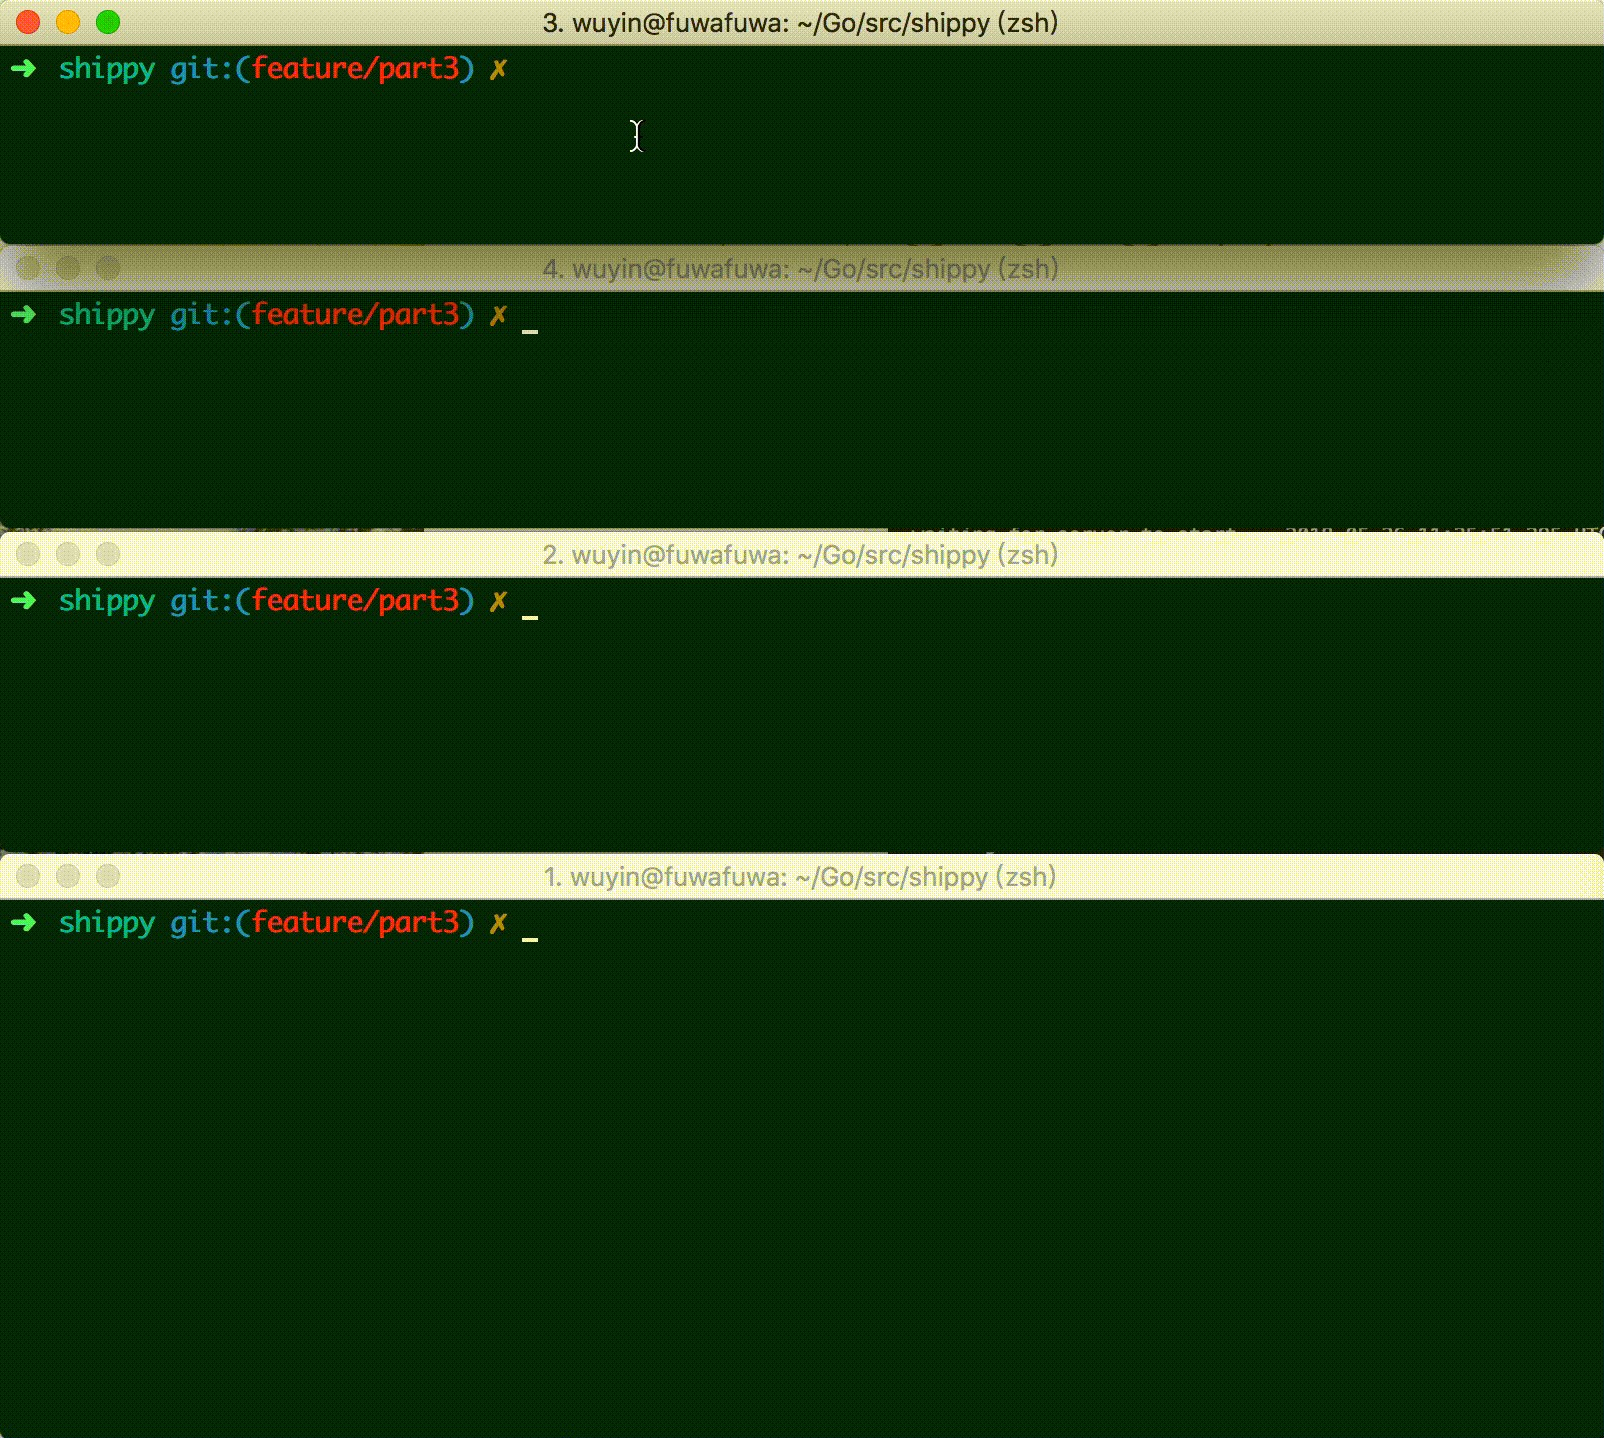 3. wuyin@fuwafuwa: ~/Go/src/shippy (zsh)
➜ shippy git:(feature/part3) ✗
4. wuyin@fuwafuwa: ~/Go/src/shippy (zsh)
➜ shippy git:(feature/part3) ✗ _
2. wuyin@fuwafuwa: ~/Go/src/shippy (zsh)
➜ shippy git:(feature/part3) ✗ _
1. wuyin@fuwafuwa: ~/Go/src/shippy (zsh)
➜ shippy git:(feature/part3) ✗ _